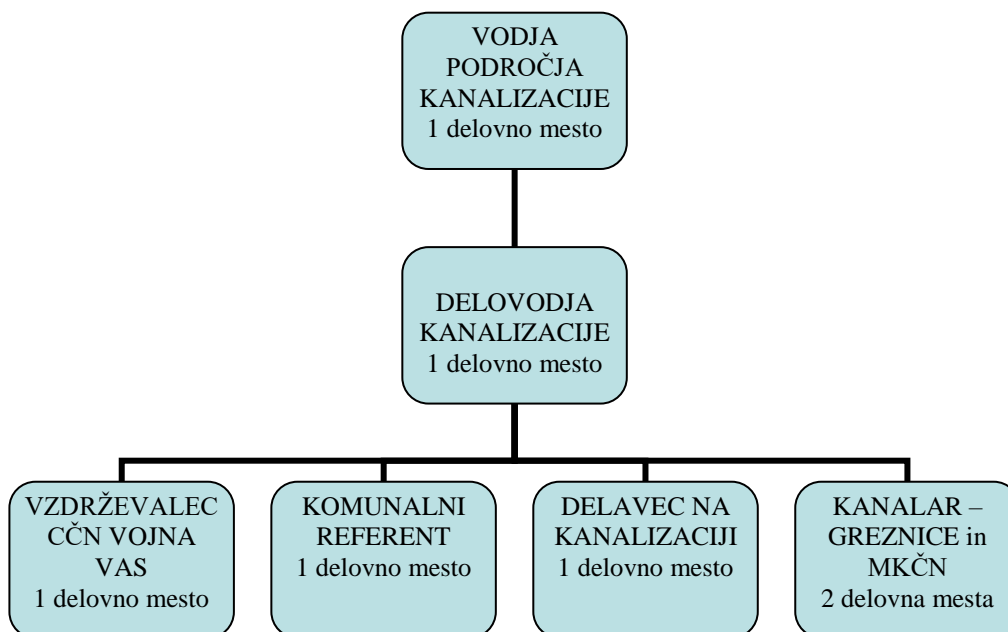 VODJA
PODROČJA
KANALIZACIJE
1 delovno mesto
DELOVODJA
KANALIZACIJE
1 delovno mesto
VZDRŽEVALEC
CČN VOJNA
VAS
1 delovno mesto
KOMUNALNI
REFERENT
1 delovno mesto
DELAVEC NA
KANALIZACIJI
1 delovno mesto
KANALAR –
GREZNICE in
MKČN
2 delovna mesta